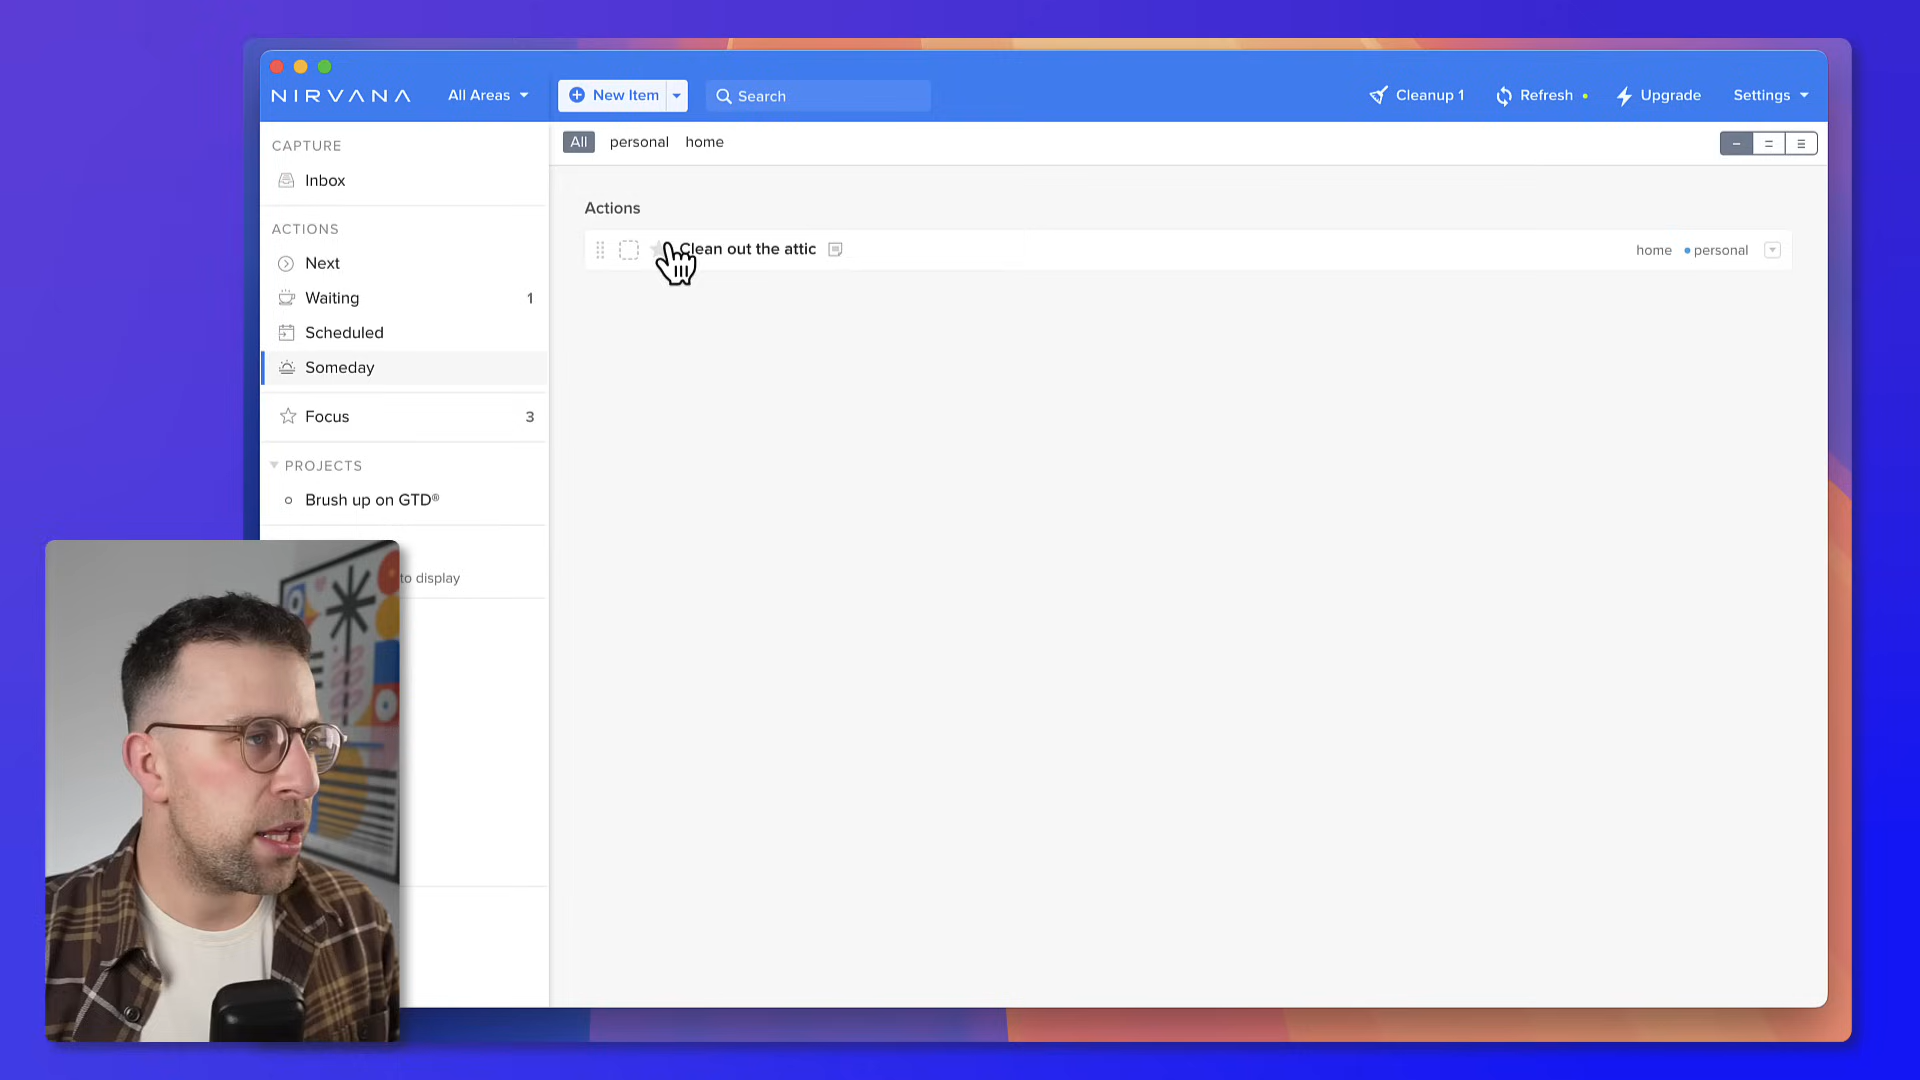 NIRVANA
All Areas
New Item
Search
Cleanup 1
Refresh
Upgrade
Settings
CAPTURE
Inbox
ACTIONS
Next
Waiting 1
Scheduled
Someday
Focus 3
PROJECTS
Brush up on GTD®
to display
All personal home
Actions
Clean out the attic
home personal